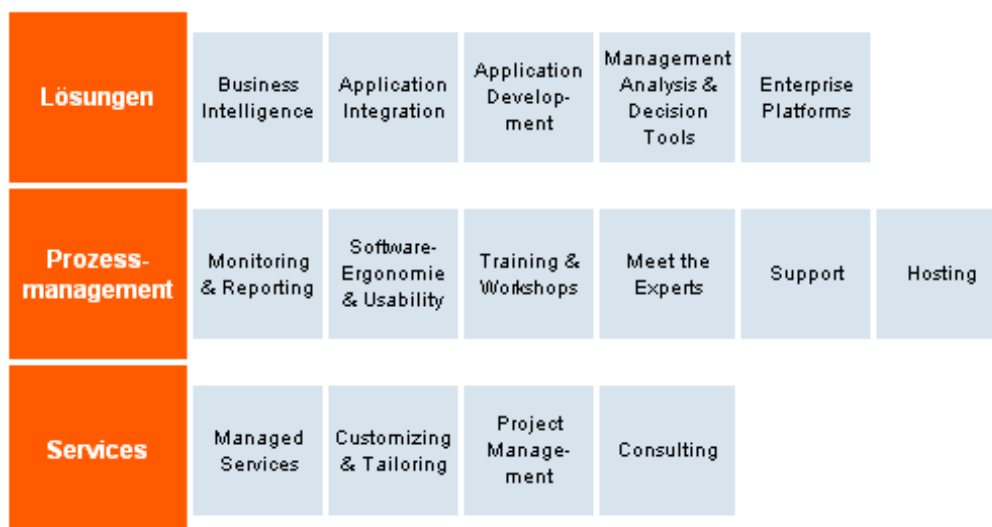 Lösungen
Business
Intelligence
Application
Integration
Application
Develop-
ment
Management
Analysis &
Decision
Tools
Enterprise
Platforms
Prozess-
management
Monitoring
& Reporting
Software-
Ergonomie
& Usability
Training &
Workshops
Meet the
Experts
Support
Hosting
Services
Managed
Services
Customizing
& Tailoring
Project
Manage-
ment
Consulting